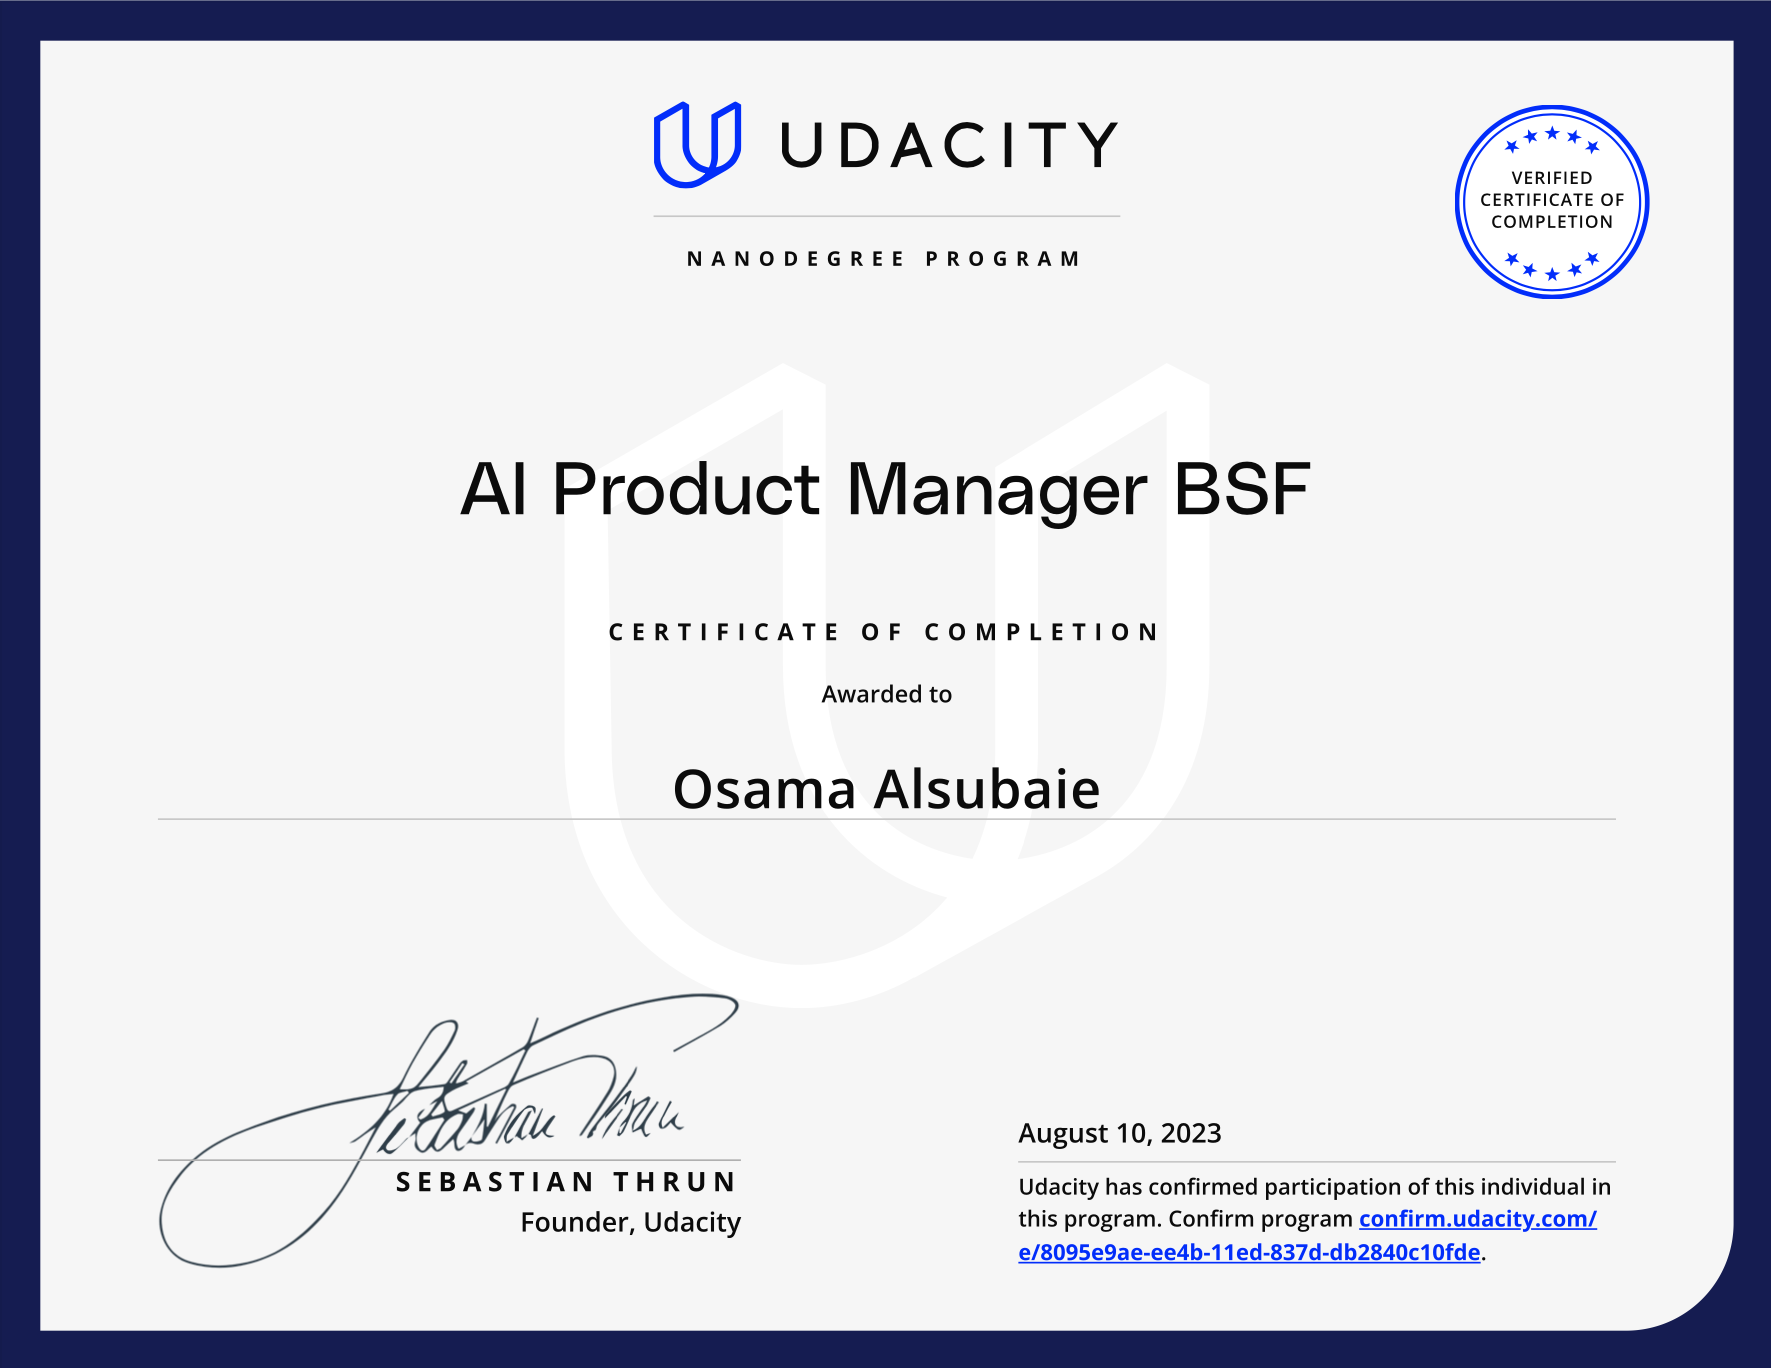 UDACITY
NANODEGREE PROGRAM
VERIFIED
CERTIFICATE OF
COMPLETION
AI Product Manager BSF
CERTIFICATE OF COMPLETION
Awarded to
Osama Alsubaie
Sebastian Thrun
SEBASTIAN THRUN
Founder, Udacity
August 10, 2023
Udacity has confirmed participation of this individual in
this program. Confirm program confirm.udacity.com/
e/8095e9ae-ee4b-11ed-837d-db2840c10fde.